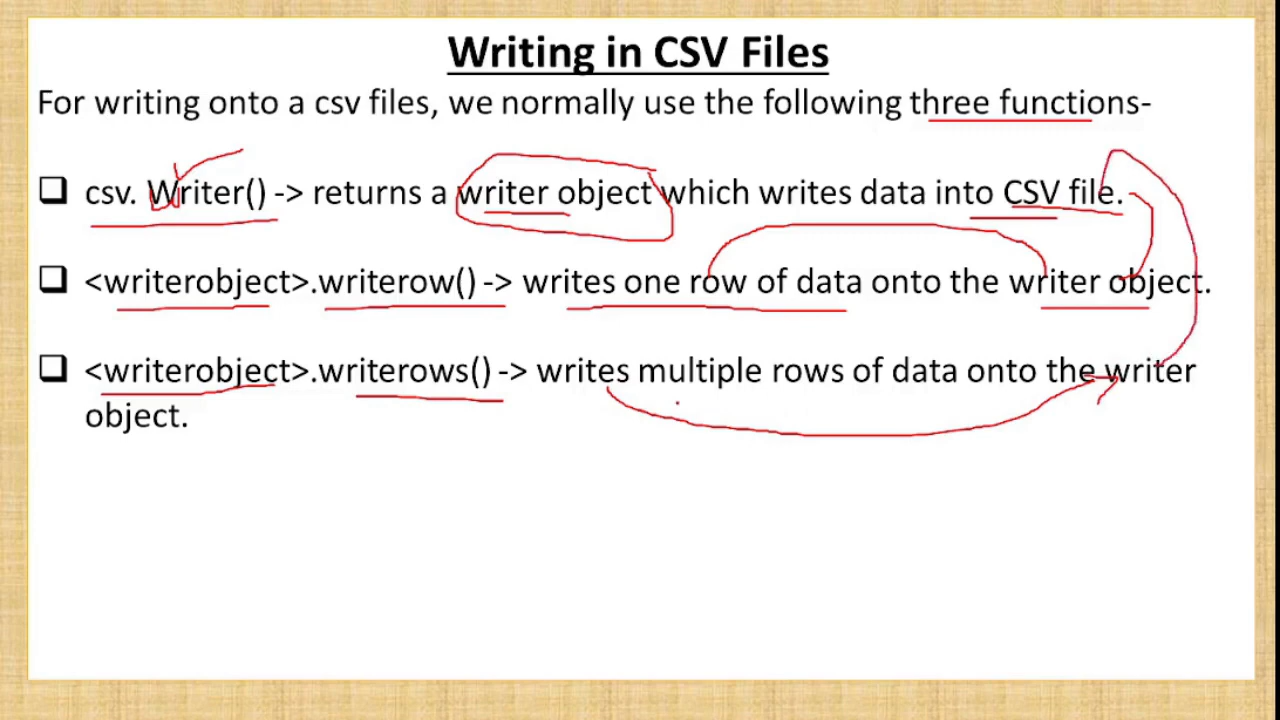 Writing in CSV Files
For writing onto a csv files, we normally use the following three functions-
❑ csv. Writer() -> returns a writer object which writes data into CSV file.
❑ <writerobject>.writerow() -> writes one row of data onto the writer object.
❑ <writerobject>.writerows() -> writes multiple rows of data onto the writer
object.